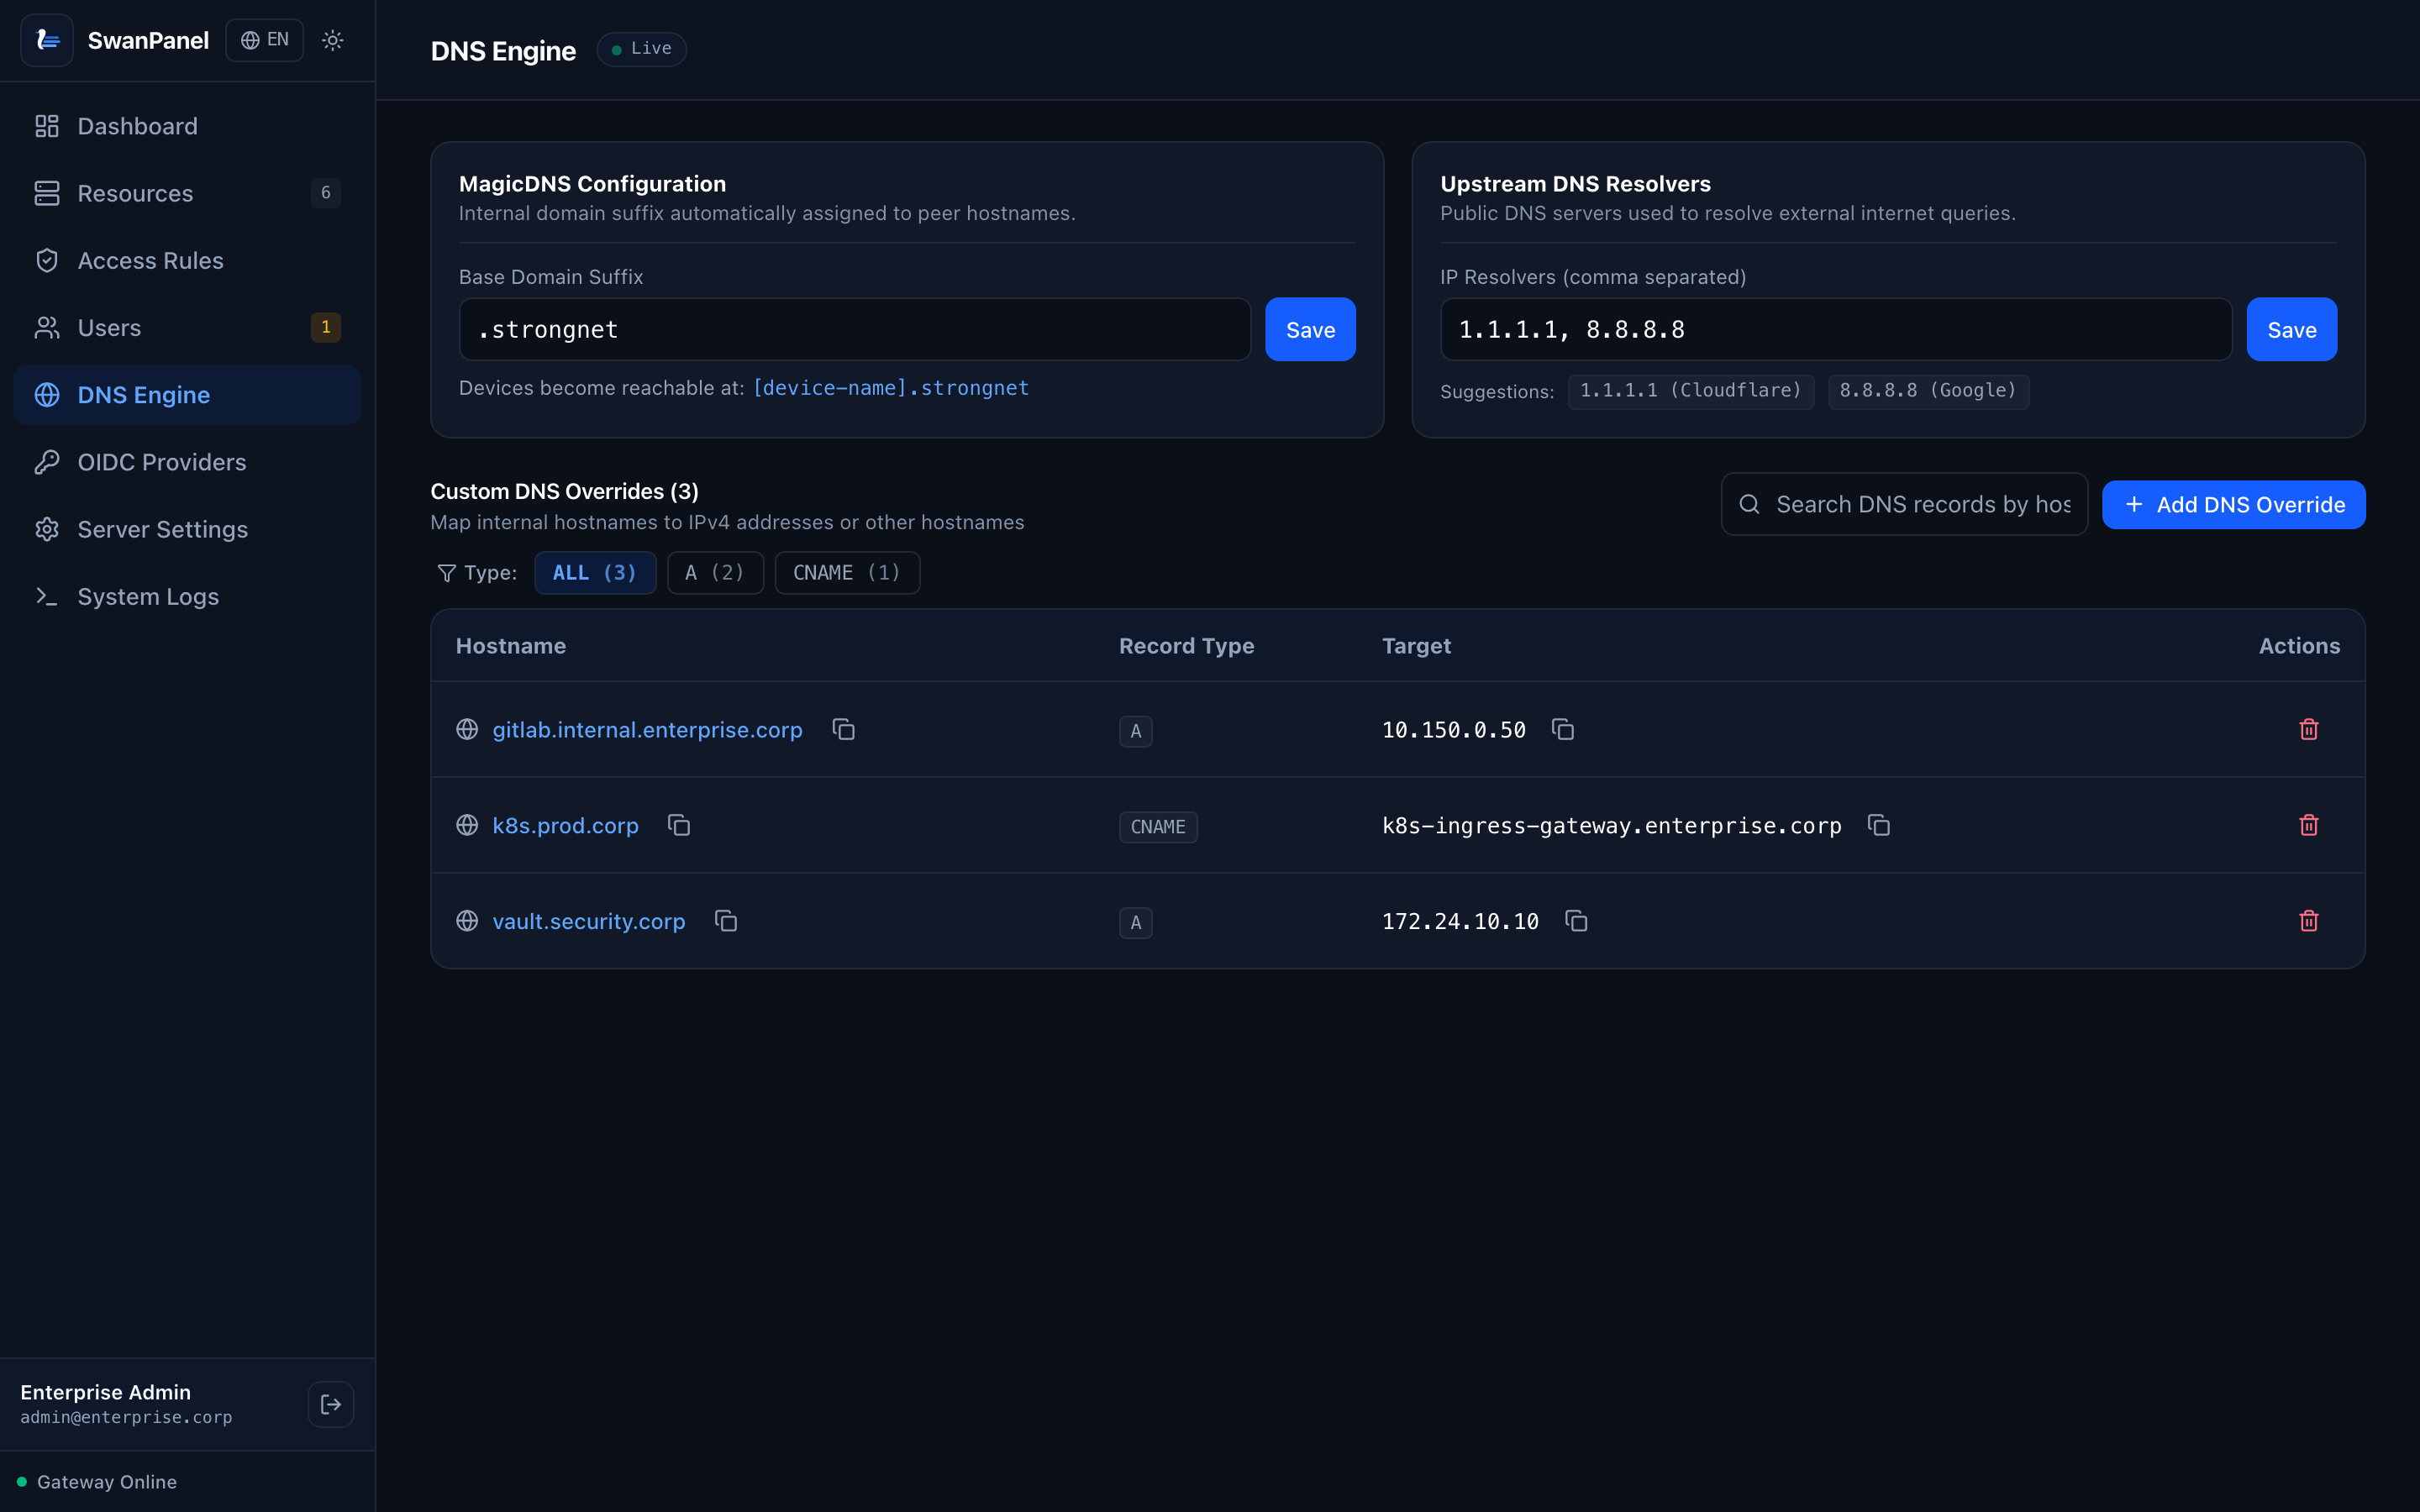 SwanPanel
EN
Dashboard
Resources 6
Access Rules
Users 1
DNS Engine
OIDC Providers
Server Settings
System Logs
Enterprise Admin
admin@enterprise.corp
Gateway Online
DNS Engine
Live
MagicDNS Configuration
Internal domain suffix automatically assigned to peer hostnames.
Base Domain Suffix
.strongnet
Save
Devices become reachable at: [device-name].strongnet
Upstream DNS Resolvers
Public DNS servers used to resolve external internet queries.
IP Resolvers (comma separated)
1.1.1.1, 8.8.8.8
Save
Suggestions: 1.1.1.1 (Cloudflare) 8.8.8.8 (Google)
Custom DNS Overrides (3)
Map internal hostnames to IPv4 addresses or other hostnames
Search DNS records by hos
Add DNS Override
Type: ALL (3) A (2) CNAME (1)
Hostname Record Type Target Actions
gitlab.internal.enterprise.corp A 10.150.0.50
k8s.prod.corp CNAME k8s-ingress-gateway.enterprise.corp
vault.security.corp A 172.24.10.10